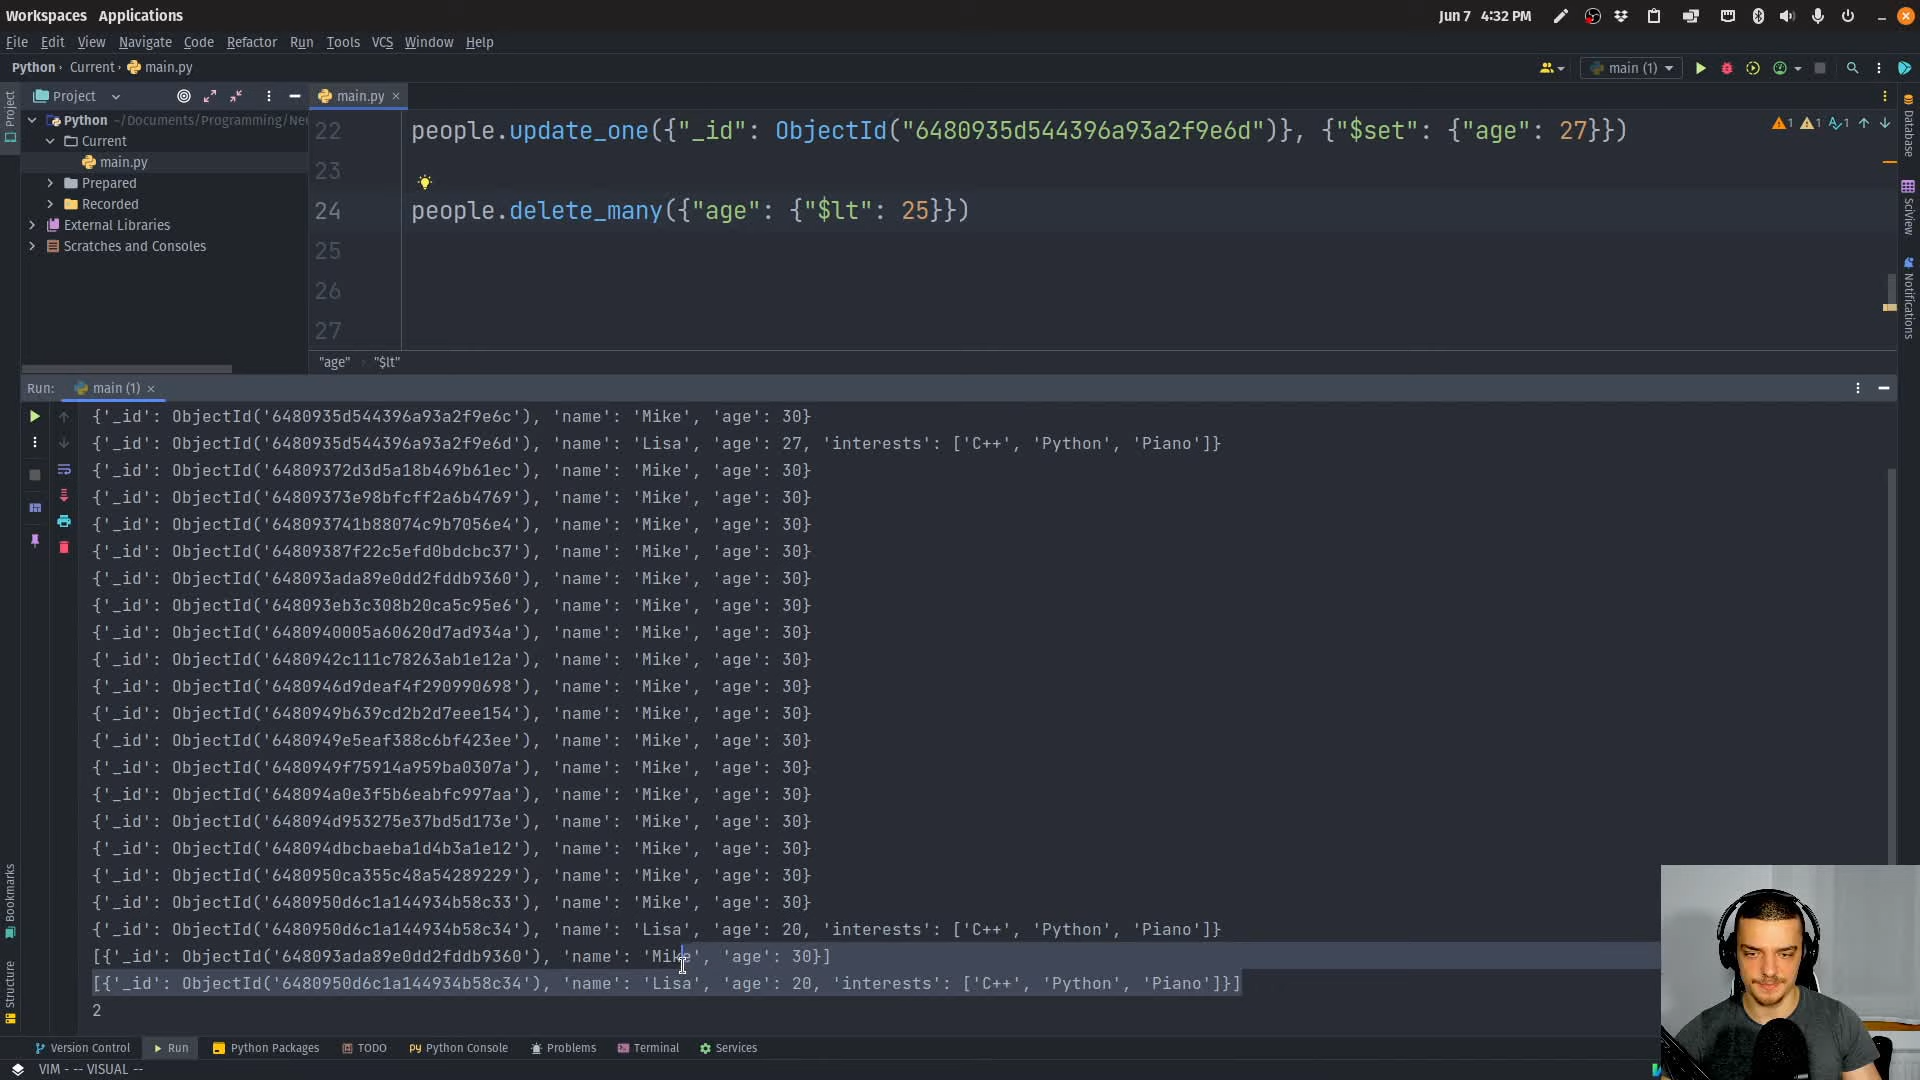 Workspaces Applications
Jun 7 4:32 PM
File Edit View Navigate Code Refactor Run Tools VCS Window Help
Python › Current › main.py
main (1)
Project
main.py
Python ~/Documents/Programming/Ne
Current
main.py
Prepared
Recorded
External Libraries
Scratches and Consoles
22 people.update_one({"_id": ObjectId("6480935d544396a93a2f9e6d")}, {"$set": {"age": 27}})
23
24 people.delete_many({"age": {"$lt": 25}})
25
26
27
1 1 1
"age" › "$lt"
Project
Database
SciView
Notifications
Bookmarks
Structure
Run: main (1)
{'_id': ObjectId('6480935d544396a93a2f9e6c'), 'name': 'Mike', 'age': 30}
{'_id': ObjectId('6480935d544396a93a2f9e6d'), 'name': 'Lisa', 'age': 27, 'interests': ['C++', 'Python', 'Piano']}
{'_id': ObjectId('64809372d3d5a18b469b61ec'), 'name': 'Mike', 'age': 30}
{'_id': ObjectId('64809373e98bfcff2a6b4769'), 'name': 'Mike', 'age': 30}
{'_id': ObjectId('648093741b88074c9b7056e4'), 'name': 'Mike', 'age': 30}
{'_id': ObjectId('64809387f22c5efd0bdcbc37'), 'name': 'Mike', 'age': 30}
{'_id': ObjectId('648093ada89e0dd2fddb9360'), 'name': 'Mike', 'age': 30}
{'_id': ObjectId('648093eb3c308b20ca5c95e6'), 'name': 'Mike', 'age': 30}
{'_id': ObjectId('6480940005a60620d7ad934a'), 'name': 'Mike', 'age': 30}
{'_id': ObjectId('6480942c111c78263ab1e12a'), 'name': 'Mike', 'age': 30}
{'_id': ObjectId('6480946d9deaf4f290990698'), 'name': 'Mike', 'age': 30}
{'_id': ObjectId('6480949b639cd2b2d7eee154'), 'name': 'Mike', 'age': 30}
{'_id': ObjectId('6480949e5eaf388c6bf423ee'), 'name': 'Mike', 'age': 30}
{'_id': ObjectId('6480949f75914a959ba0307a'), 'name': 'Mike', 'age': 30}
{'_id': ObjectId('648094a0e3f5b6eabfc997aa'), 'name': 'Mike', 'age': 30}
{'_id': ObjectId('648094d953275e37bd5d173e'), 'name': 'Mike', 'age': 30}
{'_id': ObjectId('648094dbcbaeba1d4b3a1e12'), 'name': 'Mike', 'age': 30}
{'_id': ObjectId('648950ca355c48a54289229'), 'name': 'Mike', 'age': 30}
{'_id': ObjectId('6480950d6c1a144934b58c33'), 'name': 'Mike', 'age': 30}
{'_id': ObjectId('6480950d6c1a144934b58c34'), 'name': 'Lisa', 'age': 20, 'interests': ['C++', 'Python', 'Piano']}
[{'_id': ObjectId('648093ada89e0dd2fddb9360'), 'name': 'Mike', 'age': 30}]
[{'_id': ObjectId('6480950d6c1a144934b58c34'), 'name': 'Lisa', 'age': 20, 'interests': ['C++', 'Python', 'Piano']}]
2
Version Control Run Python Packages TODO Python Console Problems Terminal Services
VIM - -- VISUAL --